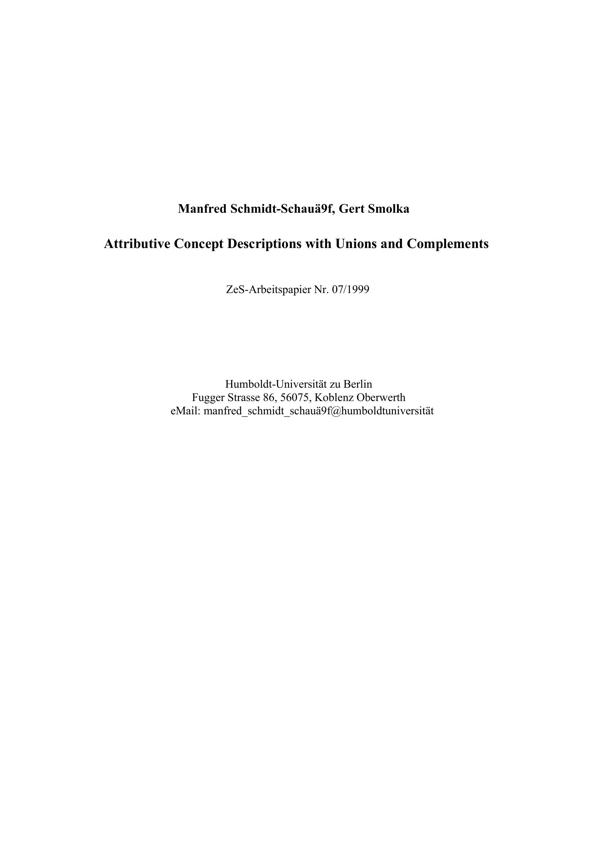 Manfred Schmidt-Schauä9f, Gert Smolka
Attributive Concept Descriptions with Unions and Complements
ZeS-Arbeitspapier Nr. 07/1999
Humboldt-Universität zu Berlin
Fugger Strasse 86, 56075, Koblenz Oberwerth
eMail: manfred_schmidt_schauä9f@humboldtuniversität